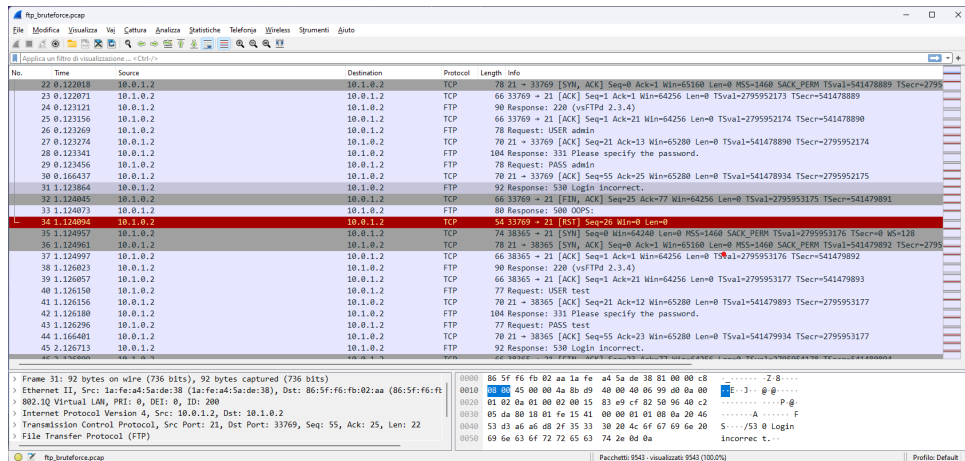 ftp_bruteforce.pcap
File Modifica Visualizza Vaj Cattura Analizza Statistiche Telefonja Wireless Strumenti Aiuto
Applica un filtro di visualizzazione ... <Ctrl-/>
No. Time Source Destination Protocol Length Info
22 0.122018 10.0.1.2 10.1.0.2 TCP 78 21 → 33769 [SYN, ACK] Seq=0 Ack=1 Win=65160 Len=0 MSS=1460 SACK_PERM TSval=541478889 TSecr=2795
23 0.122071 10.1.0.2 10.0.1.2 TCP 66 33769 → 21 [ACK] Seq=1 Ack=1 Win=64256 Len=0 TSval=2795952173 TSecr=541478889
24 0.123121 10.0.1.2 10.1.0.2 FTP 90 Response: 220 (vsFTPd 2.3.4)
25 0.123156 10.1.0.2 10.0.1.2 TCP 66 33769 → 21 [ACK] Seq=1 Ack=21 Win=64256 Len=0 TSval=2795952174 TSecr=541478890
26 0.123269 10.1.0.2 10.0.1.2 FTP 78 Request: USER admin
27 0.123274 10.0.1.2 10.1.0.2 TCP 70 21 → 33769 [ACK] Seq=21 Ack=13 Win=65280 Len=0 TSval=541478890 TSecr=2795952174
28 0.123341 10.0.1.2 10.1.0.2 FTP 104 Response: 331 Please specify the password.
29 0.123456 10.1.0.2 10.0.1.2 FTP 78 Request: PASS admin
30 0.166437 10.0.1.2 10.1.0.2 TCP 70 21 → 33769 [ACK] Seq=55 Ack=25 Win=65280 Len=0 TSval=541478934 TSecr=2795952175
31 1.123864 10.0.1.2 10.1.0.2 FTP 92 Response: 530 Login incorrect.
32 1.124045 10.1.0.2 10.0.1.2 TCP 66 33769 → 21 [FIN, ACK] Seq=25 Ack=77 Win=64256 Len=0 TSval=2795953175 TSecr=541479891
33 1.124073 10.0.1.2 10.1.0.2 FTP 80 Response: 500 OOPS:
34 1.124094 10.1.0.2 10.0.1.2 TCP 54 33769 → 21 [RST] Seq=26 Win=0 Len=0
35 1.124957 10.1.0.2 10.0.1.2 TCP 74 38365 → 21 [SYN] Seq=0 Win=64240 Len=0 MSS=1460 SACK_PERM TSval=2795953176 TSecr=0 WS=128
36 1.124961 10.0.1.2 10.1.0.2 TCP 78 21 → 38365 [SYN, ACK] Seq=0 Ack=1 Win=65160 Len=0 MSS=1460 SACK_PERM TSval=541479892 TSecr=2795
37 1.124997 10.1.0.2 10.0.1.2 TCP 66 38365 → 21 [ACK] Seq=1 Ack=1 Win=64256 Len=0 TSval=2795953176 TSecr=541479892
38 1.126023 10.0.1.2 10.1.0.2 FTP 90 Response: 220 (vsFTPd 2.3.4)
39 1.126057 10.1.0.2 10.0.1.2 TCP 66 38365 → 21 [ACK] Seq=1 Ack=21 Win=64256 Len=0 TSval=2795953177 TSecr=541479893
40 1.126150 10.1.0.2 10.0.1.2 FTP 77 Request: USER test
41 1.126156 10.0.1.2 10.1.0.2 TCP 70 21 → 38365 [ACK] Seq=21 Ack=12 Win=65280 Len=0 TSval=541479893 TSecr=2795953177
42 1.126180 10.0.1.2 10.1.0.2 FTP 104 Response: 331 Please specify the password.
43 1.126296 10.1.0.2 10.0.1.2 FTP 77 Request: PASS test
44 1.166401 10.0.1.2 10.1.0.2 TCP 70 21 → 38365 [ACK] Seq=55 Ack=23 Win=65280 Len=0 TSval=541479934 TSecr=2795953177
45 2.126713 10.0.1.2 10.1.0.2 FTP 92 Response: 530 Login incorrect.
> Frame 31: 92 bytes on wire (736 bits), 92 bytes captured (736 bits)
> Ethernet II, Src: 1a:fe:a4:5a:de:38 (1a:fe:a4:5a:de:38), Dst: 86:5f:f6:fb:02:aa (86:5f:f6:fb
> 802.1Q Virtual LAN, PRI: 0, DEI: 0, ID: 200
> Internet Protocol Version 4, Src: 10.0.1.2, Dst: 10.1.0.2
> Transmission Control Protocol, Src Port: 21, Dst Port: 33769, Seq: 55, Ack: 25, Len: 22
> File Transfer Protocol (FTP)
0000 86 5f f6 fb 02 aa 1a fe a4 5a de 38 81 00 00 c8 ·_······ ·Z·8····
0010 08 00 45 00 00 4a 8b d9 40 00 40 06 99 d0 0a 00 ··E··J·· @·@·····
0020 01 02 0a 01 00 02 00 15 83 e9 cf 82 50 96 40 c2 ········ ····P·@·
0030 05 da 80 18 01 fe 15 41 00 00 01 01 08 0a 20 46 ·······A ······ F
0040 53 d3 a6 a6 d8 2f 35 33 30 20 4c 6f 67 69 6e 20 S····/53 0 Login
0050 69 6e 63 6f 72 72 65 63 74 2e 0d 0a incorrec t.··
ftp_bruteforce.pcap Pacchetti: 9543 · visualizzati: 9543 (100.0%) Profilo: Default